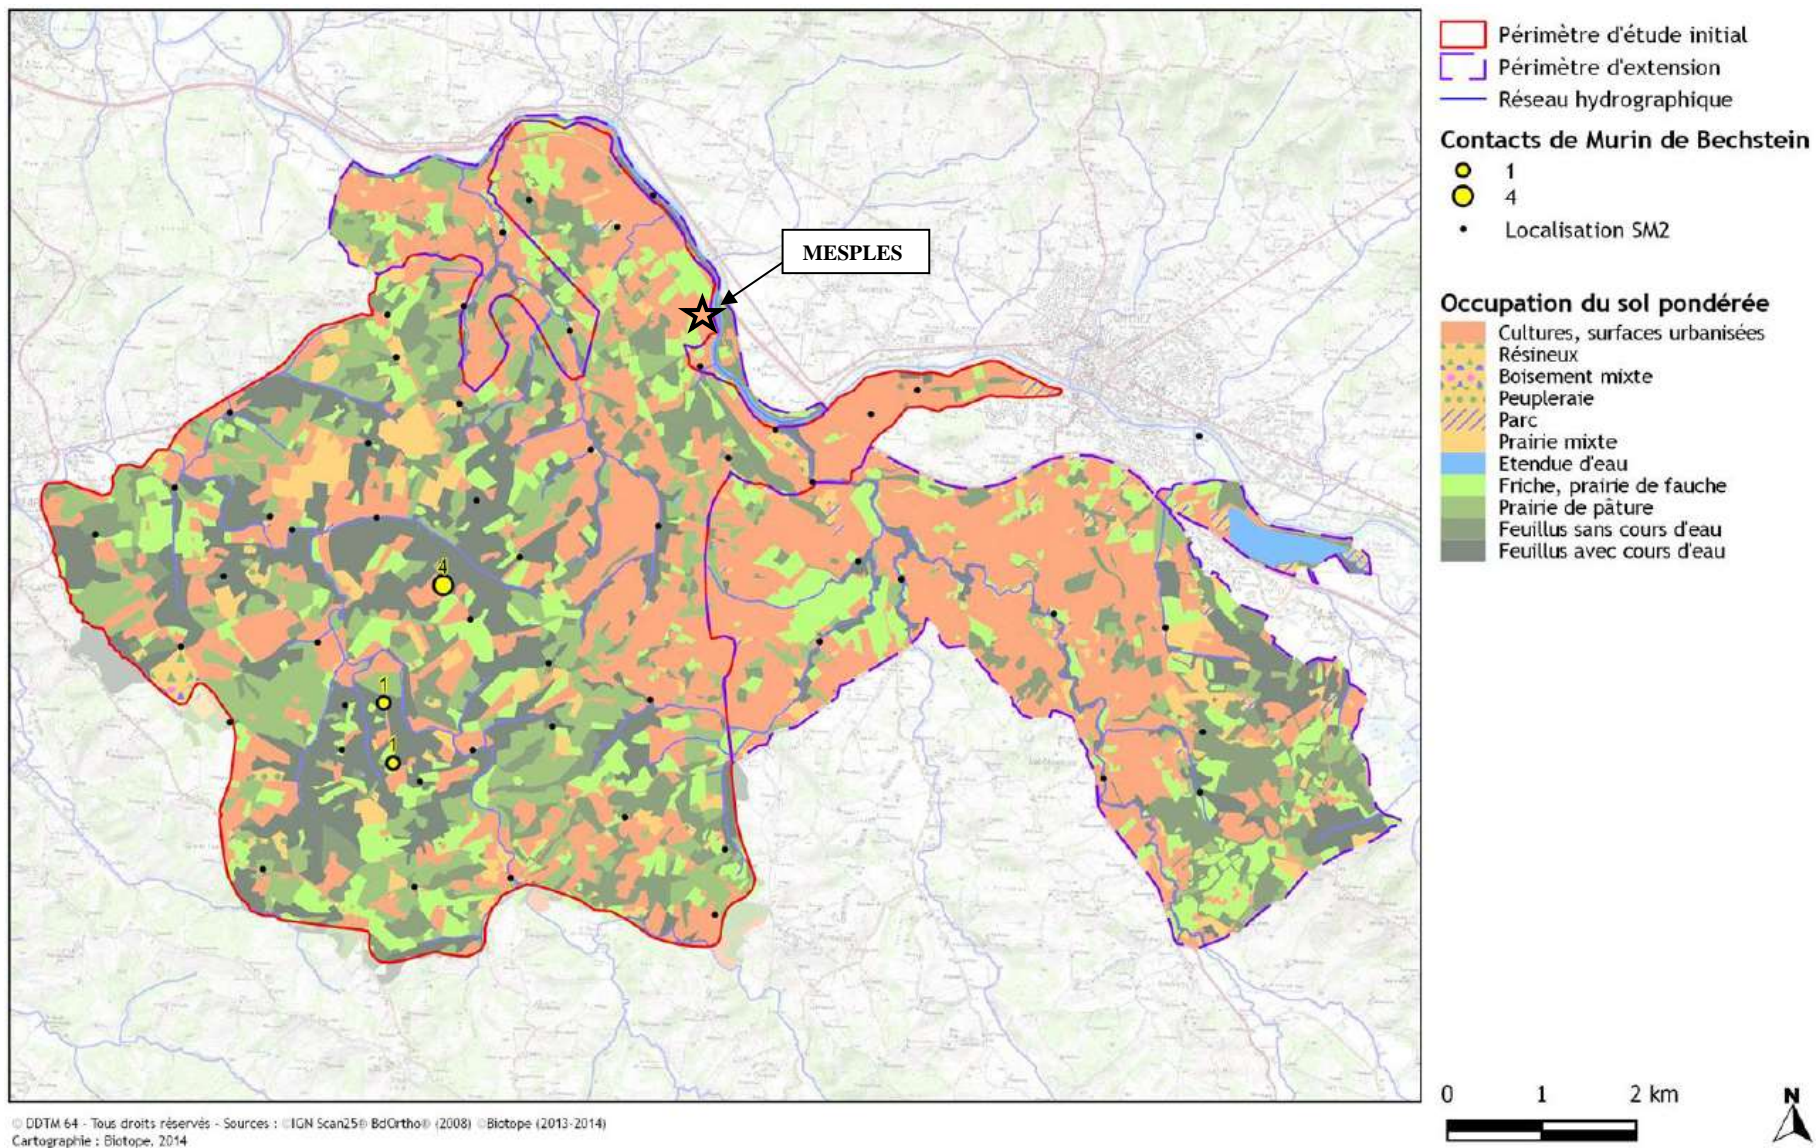 MESPLES
4
1
1
Périmètre d'étude initial
Périmètre d'extension
Réseau hydrographique
Contacts de Murin de Bechstein
1
4
Localisation SM2
Occupation du sol pondérée
Cultures, surfaces urbanisées
Résineux
Boisement mixte
Peupleraie
Parc
Prairie mixte
Etendue d'eau
Friche, prairie de fauche
Prairie de pâture
Feuillus sans cours d'eau
Feuillus avec cours d'eau
0 1 2 km
N
© DDTM 64 - Tous droits réservés - Sources : ©IGN Scan25® BdOrtho® (2008) ©Biotope (2013-2014)
Cartographie : Biotope, 2014